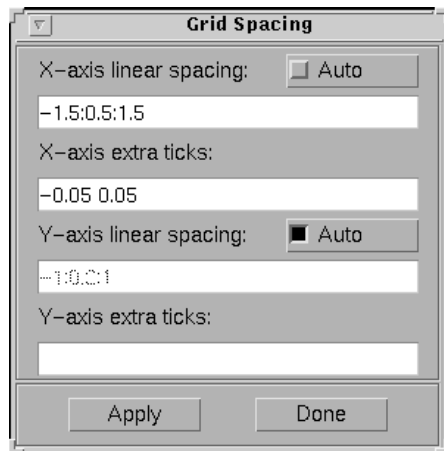 Grid Spacing
X-axis linear spacing: Auto
-1.5:0.5:1.5
X-axis extra ticks:
-0.05 0.05
Y-axis linear spacing: Auto
-1:0.2:1
Y-axis extra ticks:
Apply Done